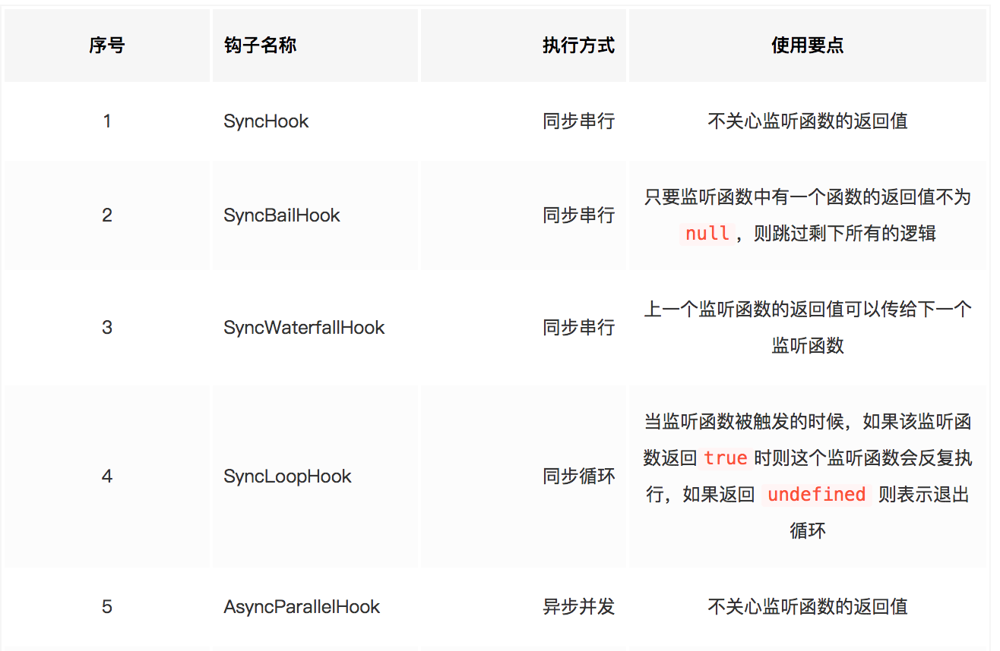 序号 钩子名称 执行方式 使用要点
1 SyncHook 同步串行 不关心监听函数的返回值
2 SyncBailHook 同步串行 只要监听函数中有一个函数的返回值不为
null，则跳过剩下所有的逻辑
3 SyncWaterfallHook 同步串行 上一个监听函数的返回值可以传给下一个
监听函数
4 SyncLoopHook 同步循环 当监听函数被触发的时候，如果该监听函
数返回 true 时则这个监听函数会反复执
行，如果返回 undefined 则表示退出
循环
5 AsyncParallelHook 异步并发 不关心监听函数的返回值